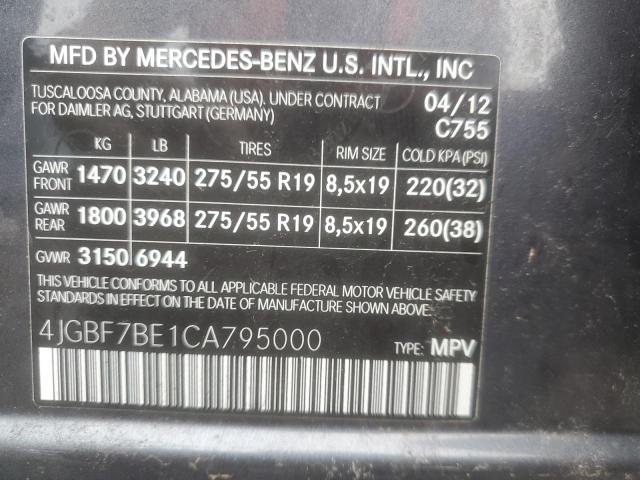 MFD BY MERCEDES-BENZ U.S. INTL., INC
TUSCALOOSA COUNTY, ALABAMA (USA). UNDER CONTRACT
FOR DAIMLER AG, STUTTGART (GERMANY)
04/12
C755
KG LB TIRES RIM SIZE COLD KPA (PSI)
GAWR FRONT 1470 3240 275/55 R19 8,5x19 220(32)
GAWR REAR 1800 3968 275/55 R19 8,5x19 260(38)
GVWR 3150 6944
THIS VEHICLE CONFORMS TO ALL APPLICABLE FEDERAL MOTOR VEHICLE SAFETY
STANDARDS IN EFFECT ON THE DATE OF MANUFACTURE SHOWN ABOVE.
4JGBF7BE1CA795000
TYPE: MPV